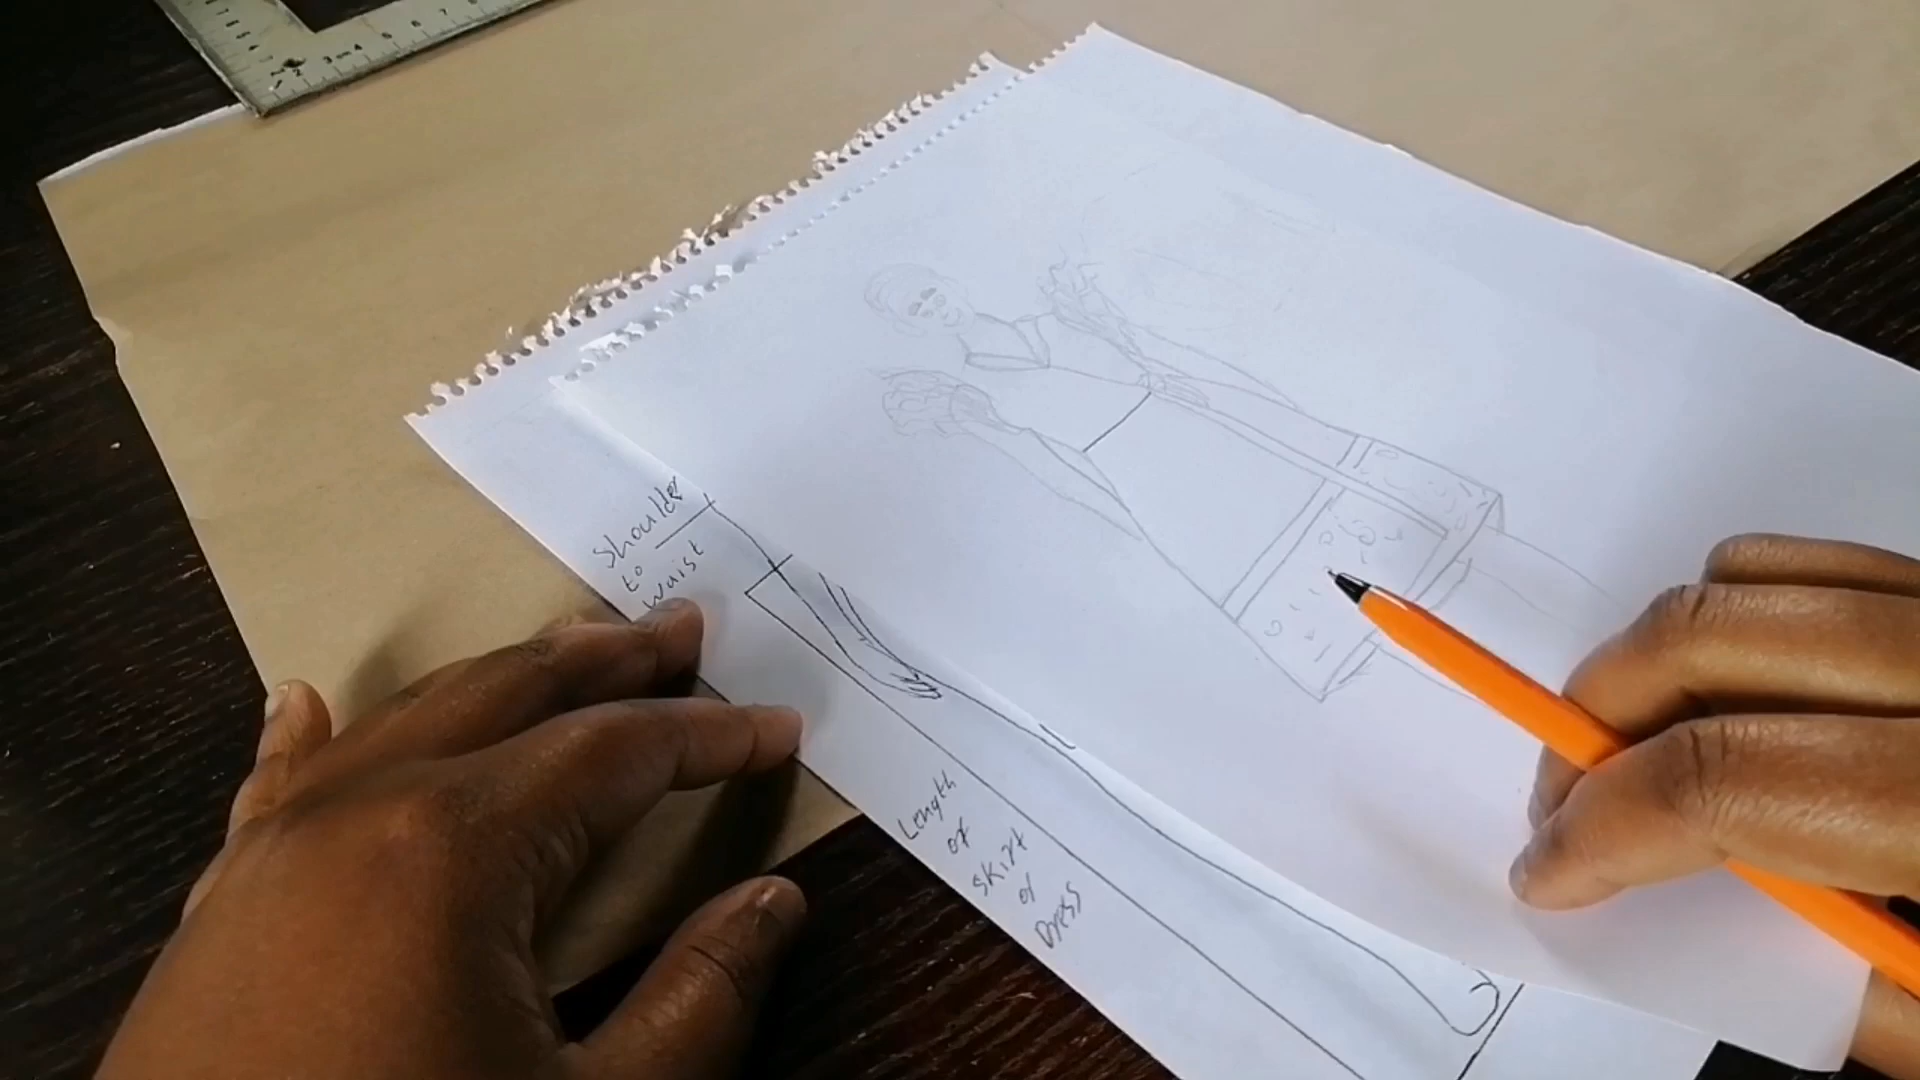 Shoulder
to
waist
Length
of
skirt
of
Dress